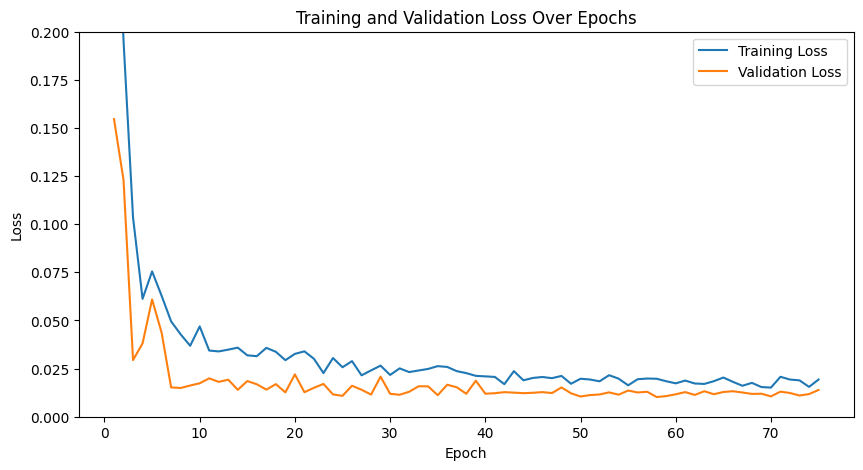 Training and Validation Loss Over Epochs
Training Loss
Validation Loss
0.200
0.175
0.150
0.125
0.100
0.075
0.050
0.025
0.000
Loss
0 10 20 30 40 50 60 70
Epoch